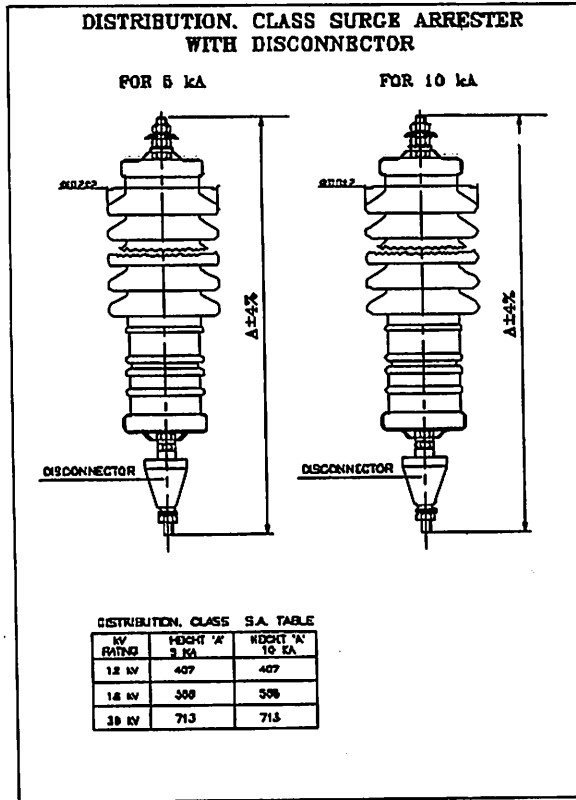 DISTRIBUTION. CLASS SURGE ARRESTER
WITH DISCONNECTOR
FOR 5 kA
FOR 10 kA
A±4%
A±4%
DISCONNECTOR
DISCONNECTOR
DISTRIBUTION. CLASS S.A. TABLE
KV RATING HEIGHT 'A' 5 KA HEIGHT 'A' 10 KA
12 KV 407 407
KV
KV 713 713